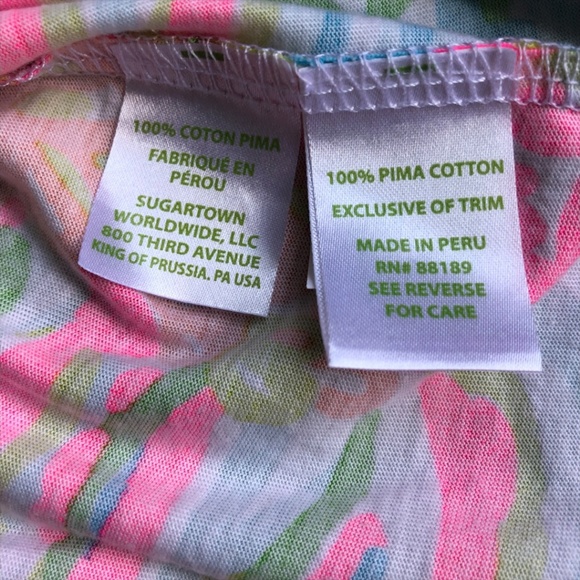 100% COTON PIMA
FABRIQUÉ EN
PÉROU
SUGARTOWN
WORLDWIDE, LLC
800 THIRD AVENUE
KING OF PRUSSIA. PA USA
100% PIMA COTTON
EXCLUSIVE OF TRIM
MADE IN PERU
RN# 88189
SEE REVERSE
FOR CARE